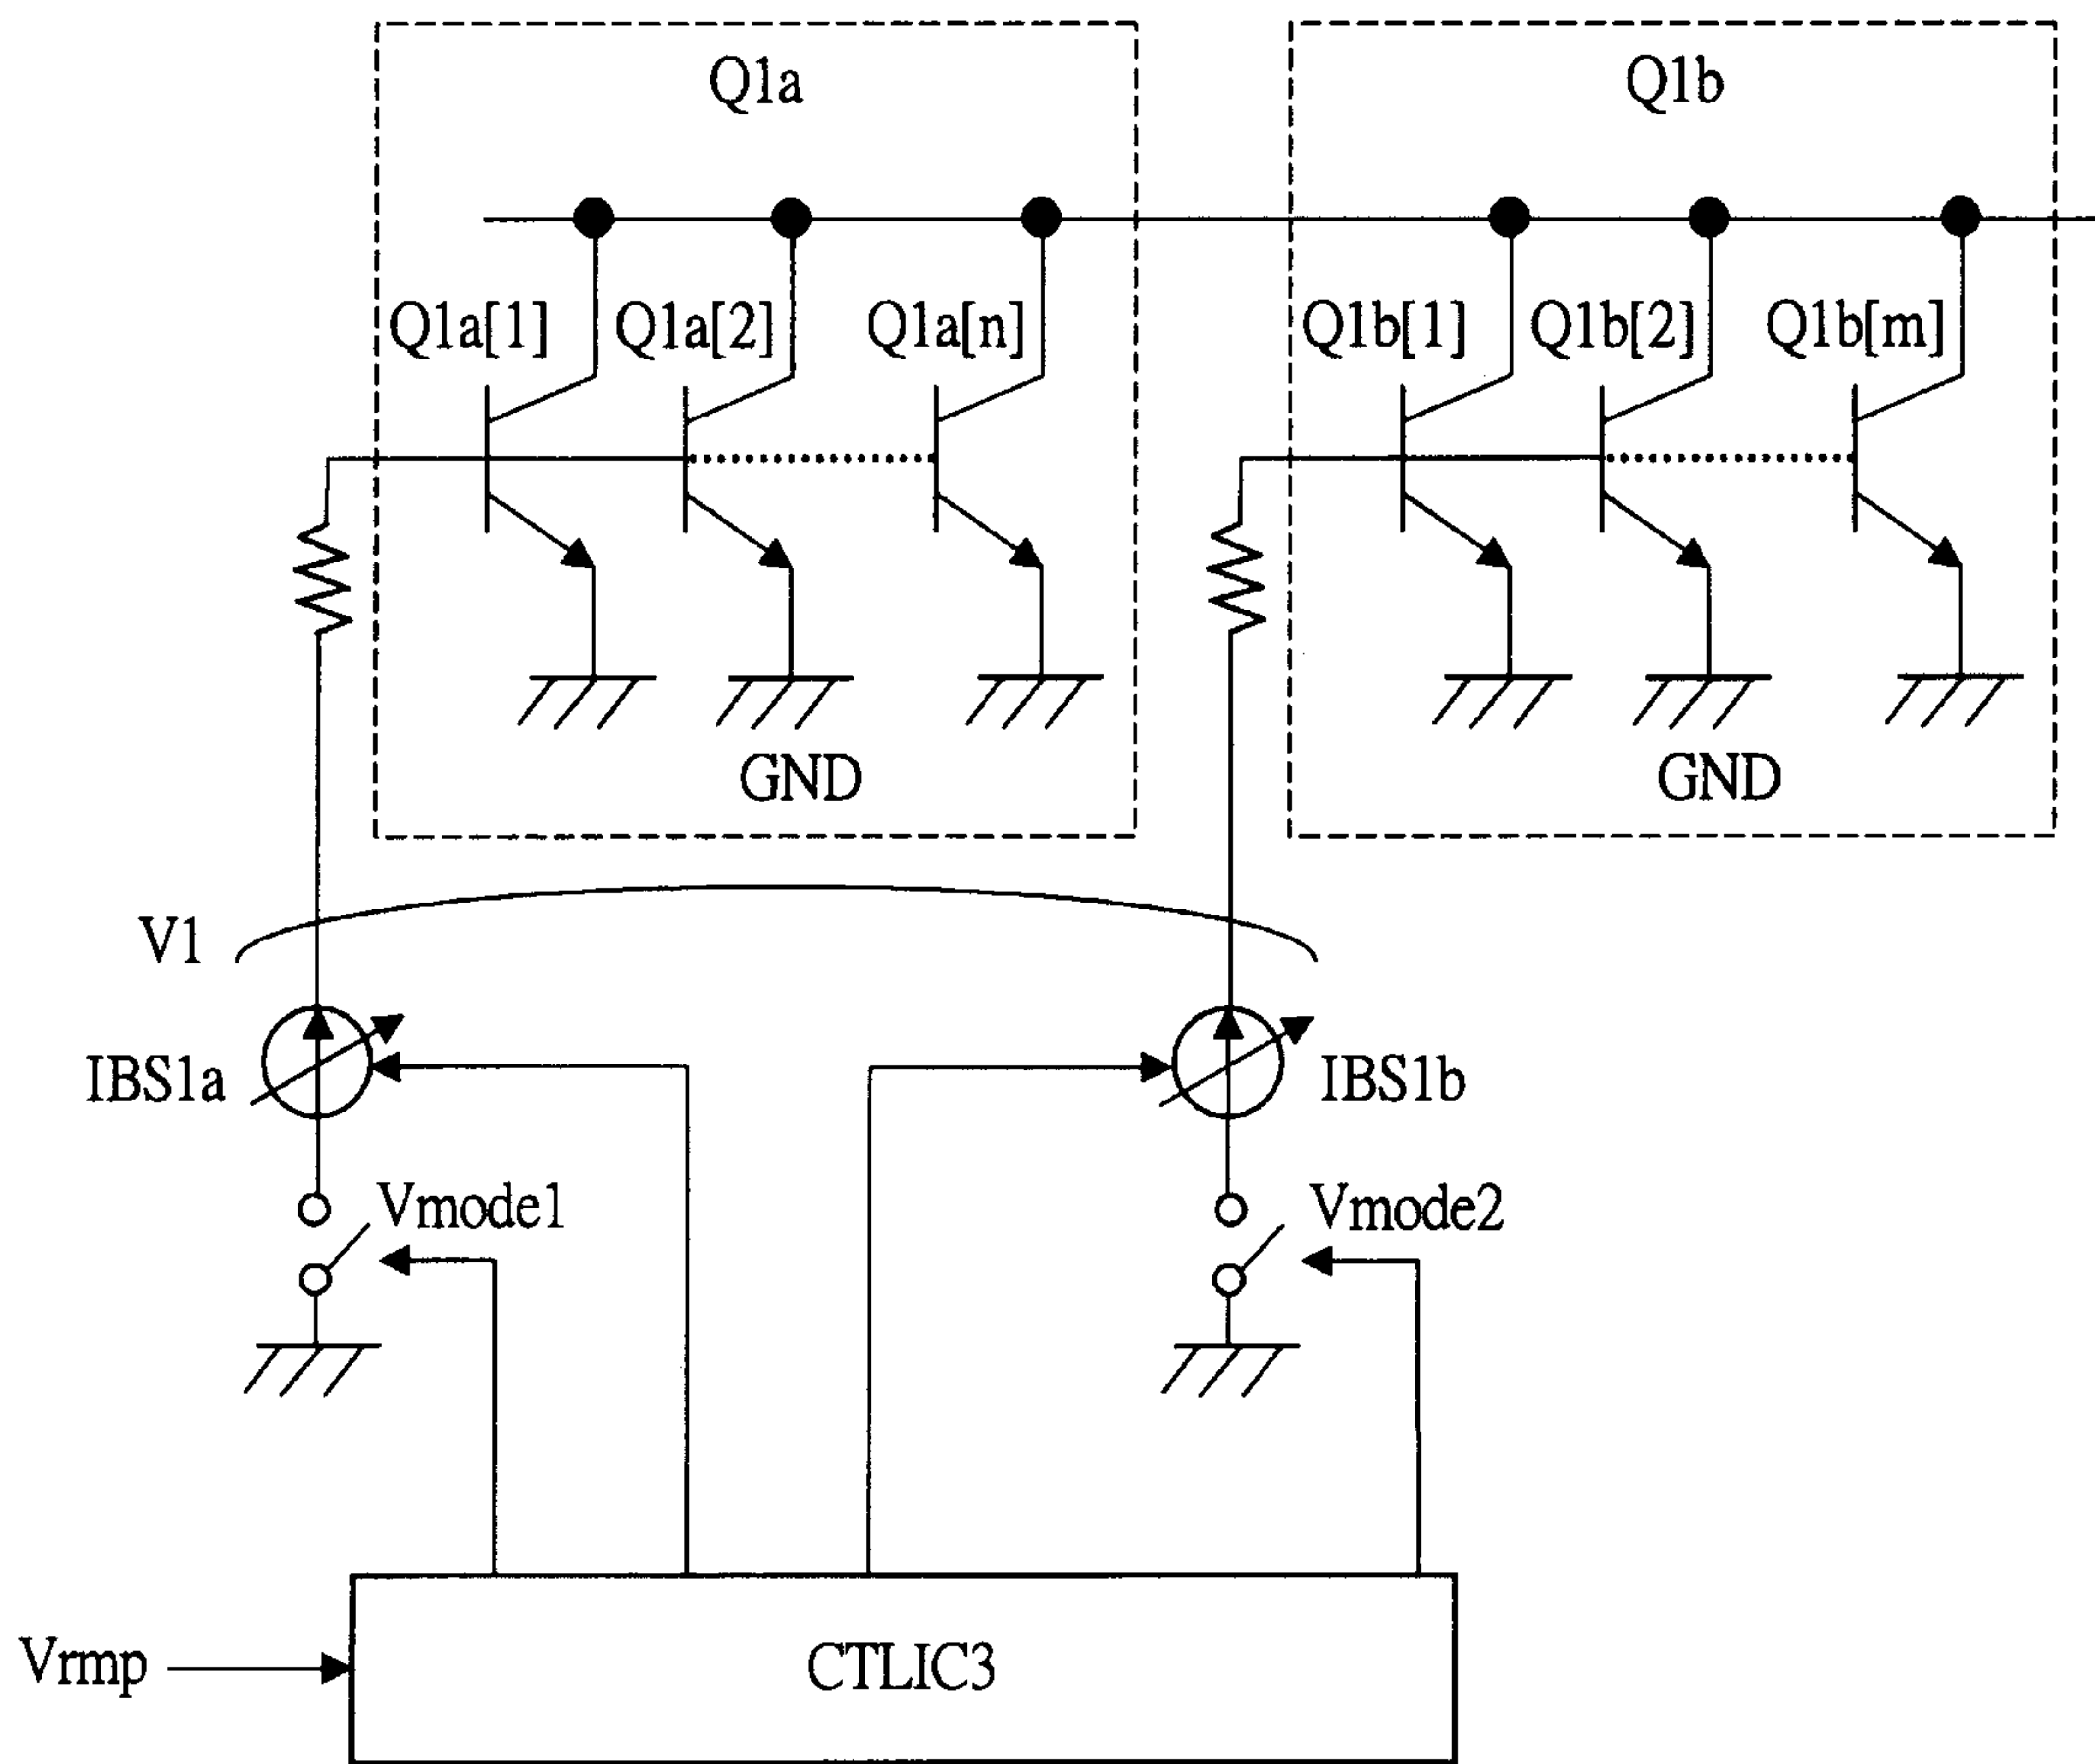 Q1a
Q1b
Q1a[1]
Q1a[2]
Q1a[n]
Q1b[1]
Q1b[2]
Q1b[m]
GND
GND
V1
IBS1a
IBS1b
Vmode1
Vmode2
Vrmp
CTLIC3